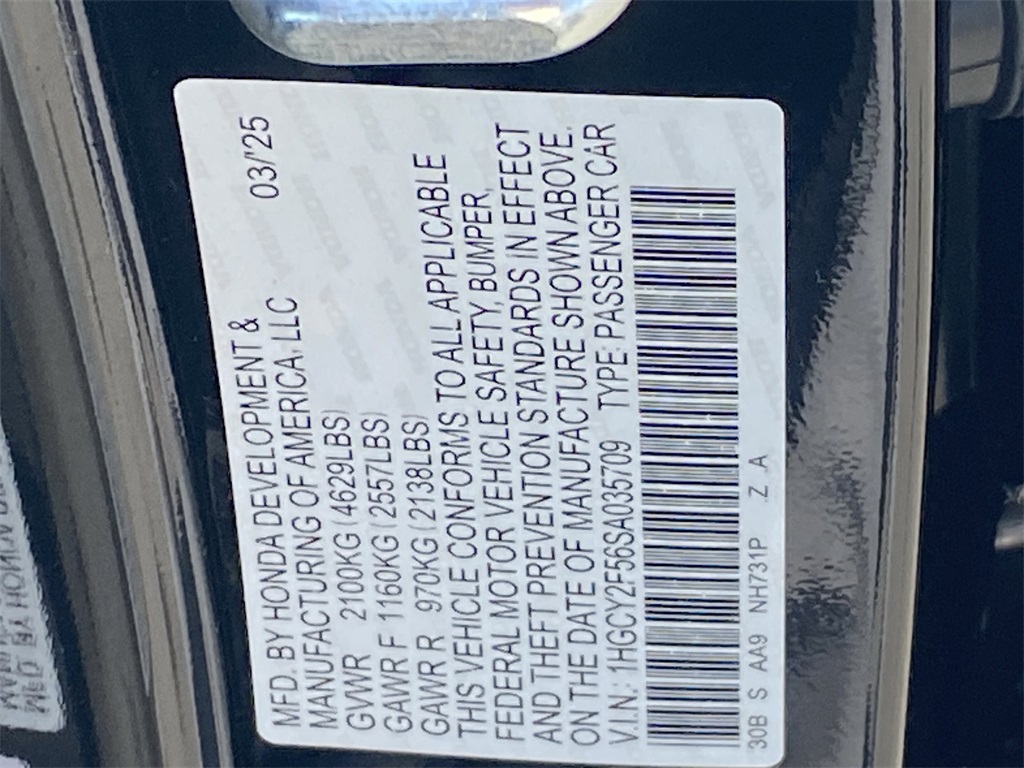 MFD. BY HONDA DEVELOPMENT &
MANUFACTURING OF AMERICA, LLC 03/'25
GVWR 2100KG (4629LBS)
GAWR F 1160KG (2557LBS)
GAWR R 970KG (2138LBS)
THIS VEHICLE CONFORMS TO ALL APPLICABLE
FEDERAL MOTOR VEHICLE SAFETY, BUMPER,
AND THEFT PREVENTION STANDARDS IN EFFECT
ON THE DATE OF MANUFACTURE SHOWN ABOVE.
V.I.N.: 1HGCY2F56SA035709 TYPE: PASSENGER CAR
30B S AA9 NH731P Z A